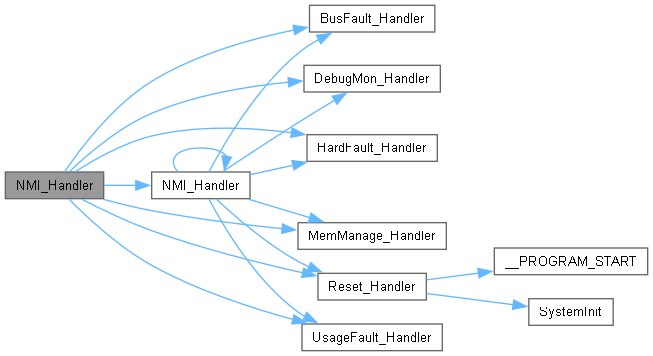 BusFault_Handler
DebugMon_Handler
HardFault_Handler
NMI_Handler
NMI_Handler
MemManage_Handler
__PROGRAM_START
Reset_Handler
SystemInit
UsageFault_Handler